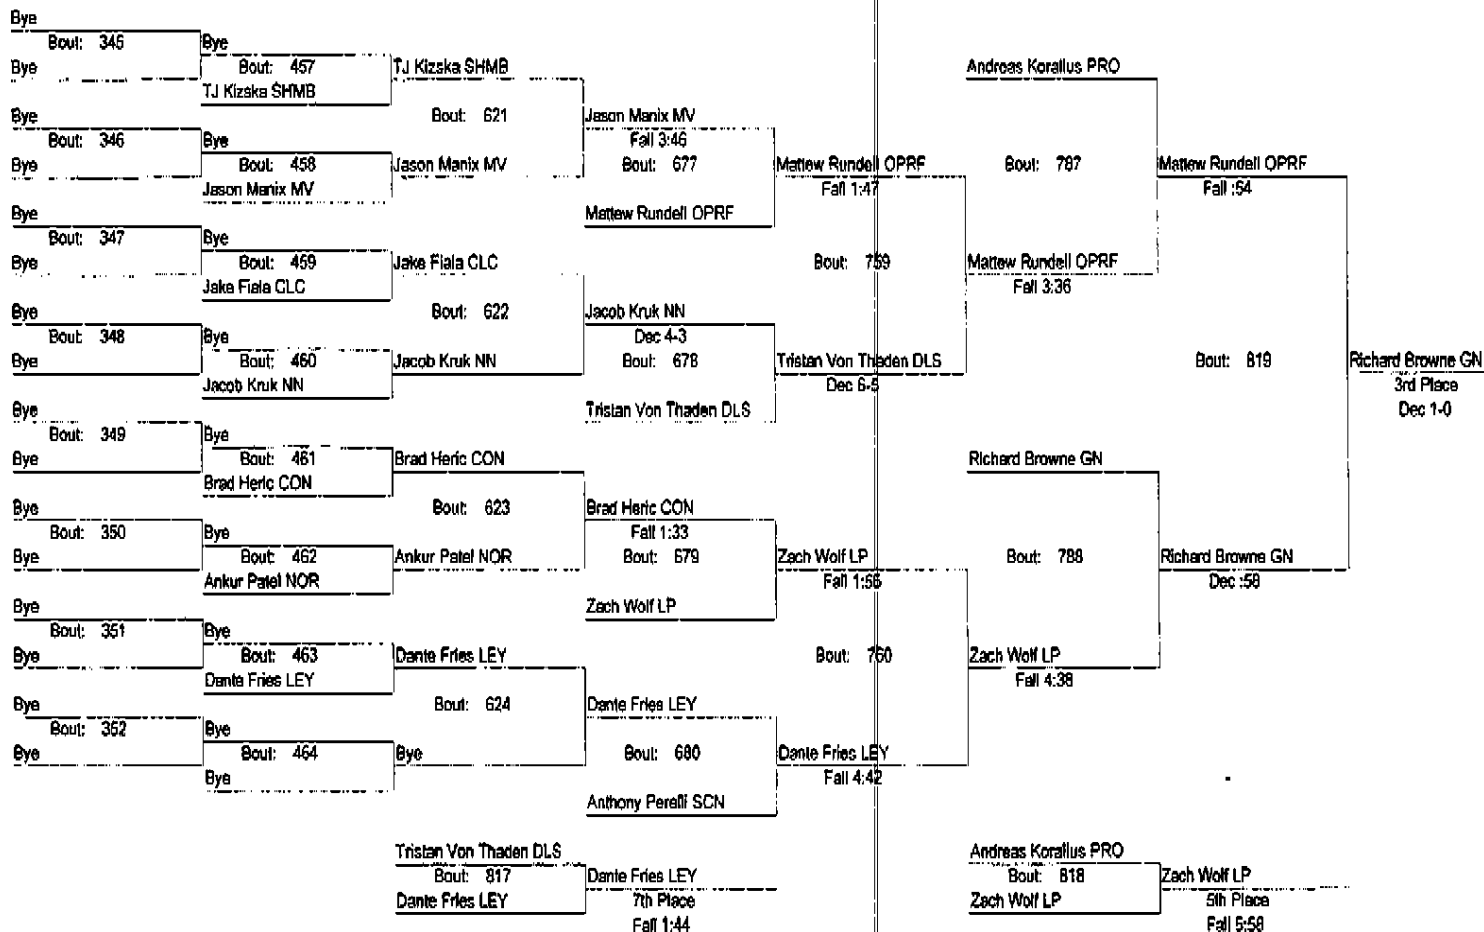 Bye
Bout: 345 Bye
Bye Bout: 457 TJ Kizska SHMB Andreas Korallus PRO
TJ Kizska SHMB
Bye Bout: 621 Jason Manix MV
Bout: 346 Bye Fall 3:46
Bye Bout: 458 Jason Manix MV Bout: 677 Mattew Rundell OPRF Bout: 787 Mattew Rundell OPRF
Jason Manix MV Fall 1:47 Fall :54
Bye Mattew Rundell OPRF
Bout: 347 Bye
Bye Bout: 459 Jake Fiala CLC Bout: 759 Mattew Rundell OPRF
Jake Fiala CLC Fall 3:36
Bye Bout: 622 Jacob Kruk NN
Bout: 348 Bye Dec 4-3
Bye Bout: 460 Jacob Kruk NN Bout: 678 Tristan Von Thaden DLS Bout: 819 Richard Browne GN
Jacob Kruk NN Dec 6-5 3rd Place
Bye Tristan Von Thaden DLS Dec 1-0
Bout: 349 Bye
Bye Bout: 461 Brad Heric CON Richard Browne GN
Brad Heric CON
Bye Bout: 623 Brad Heric CON
Bout: 350 Bye Fall 1:33
Bye Bout: 462 Ankur Patel NOR Bout: 679 Zach Wolf LP Bout: 788 Richard Browne GN
Ankur Patel NOR Fall 1:56 Dec :58
Bye Zach Wolf LP
Bout: 351 Bye
Bye Bout: 463 Dante Fries LEY Bout: 760 Zach Wolf LP
Dante Fries LEY Fall 4:38
Bye Bout: 624 Dante Fries LEY
Bout: 352 Bye
Bye Bout: 464 Bye Bout: 680 Dante Fries LEY
Bye Fall 4:42
Anthony Perelli SCN
Tristan Von Thaden DLS Andreas Korallus PRO
Bout: 817 Dante Fries LEY Bout: 818 Zach Wolf LP
Dante Fries LEY 7th Place Zach Wolf LP 5th Place
Fall 1:44 Fall 5:58